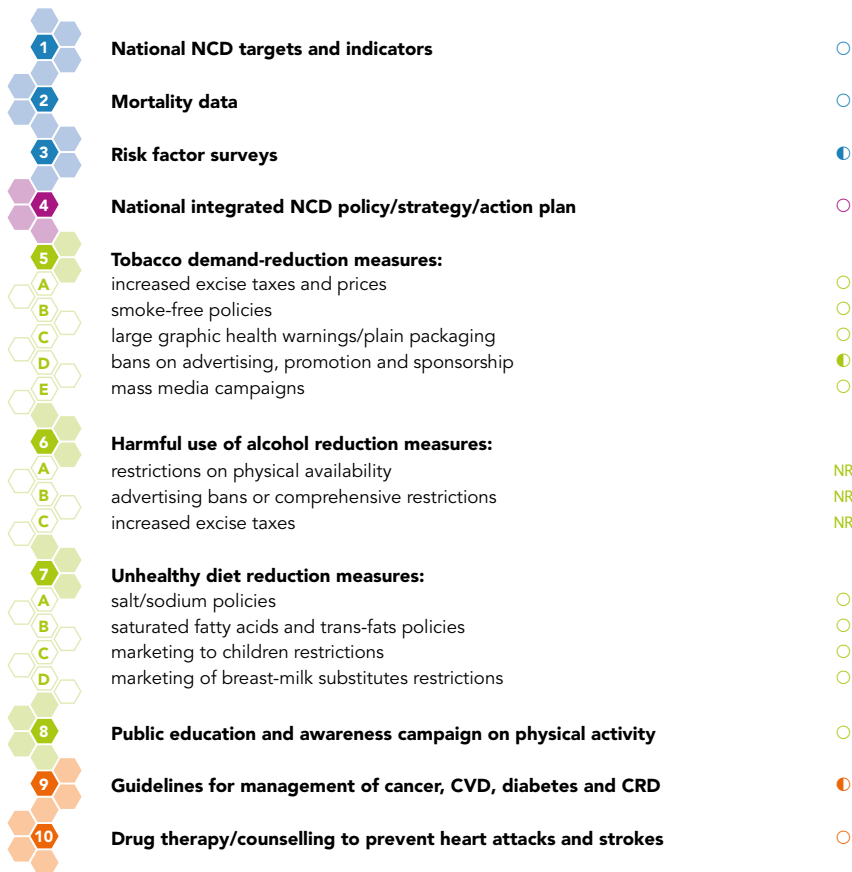 1 National NCD targets and indicators ○
2 Mortality data ○
3 Risk factor surveys ◐
4 National integrated NCD policy/strategy/action plan ○
5 Tobacco demand-reduction measures:
A increased excise taxes and prices ○
B smoke-free policies ○
C large graphic health warnings/plain packaging ○
D bans on advertising, promotion and sponsorship ◐
E mass media campaigns ○
6 Harmful use of alcohol reduction measures:
A restrictions on physical availability NR
B advertising bans or comprehensive restrictions NR
C increased excise taxes NR
7 Unhealthy diet reduction measures:
A salt/sodium policies ○
B saturated fatty acids and trans-fats policies ○
C marketing to children restrictions ○
D marketing of breast-milk substitutes restrictions ○
8 Public education and awareness campaign on physical activity ○
9 Guidelines for management of cancer, CVD, diabetes and CRD ◐
10 Drug therapy/counselling to prevent heart attacks and strokes ○